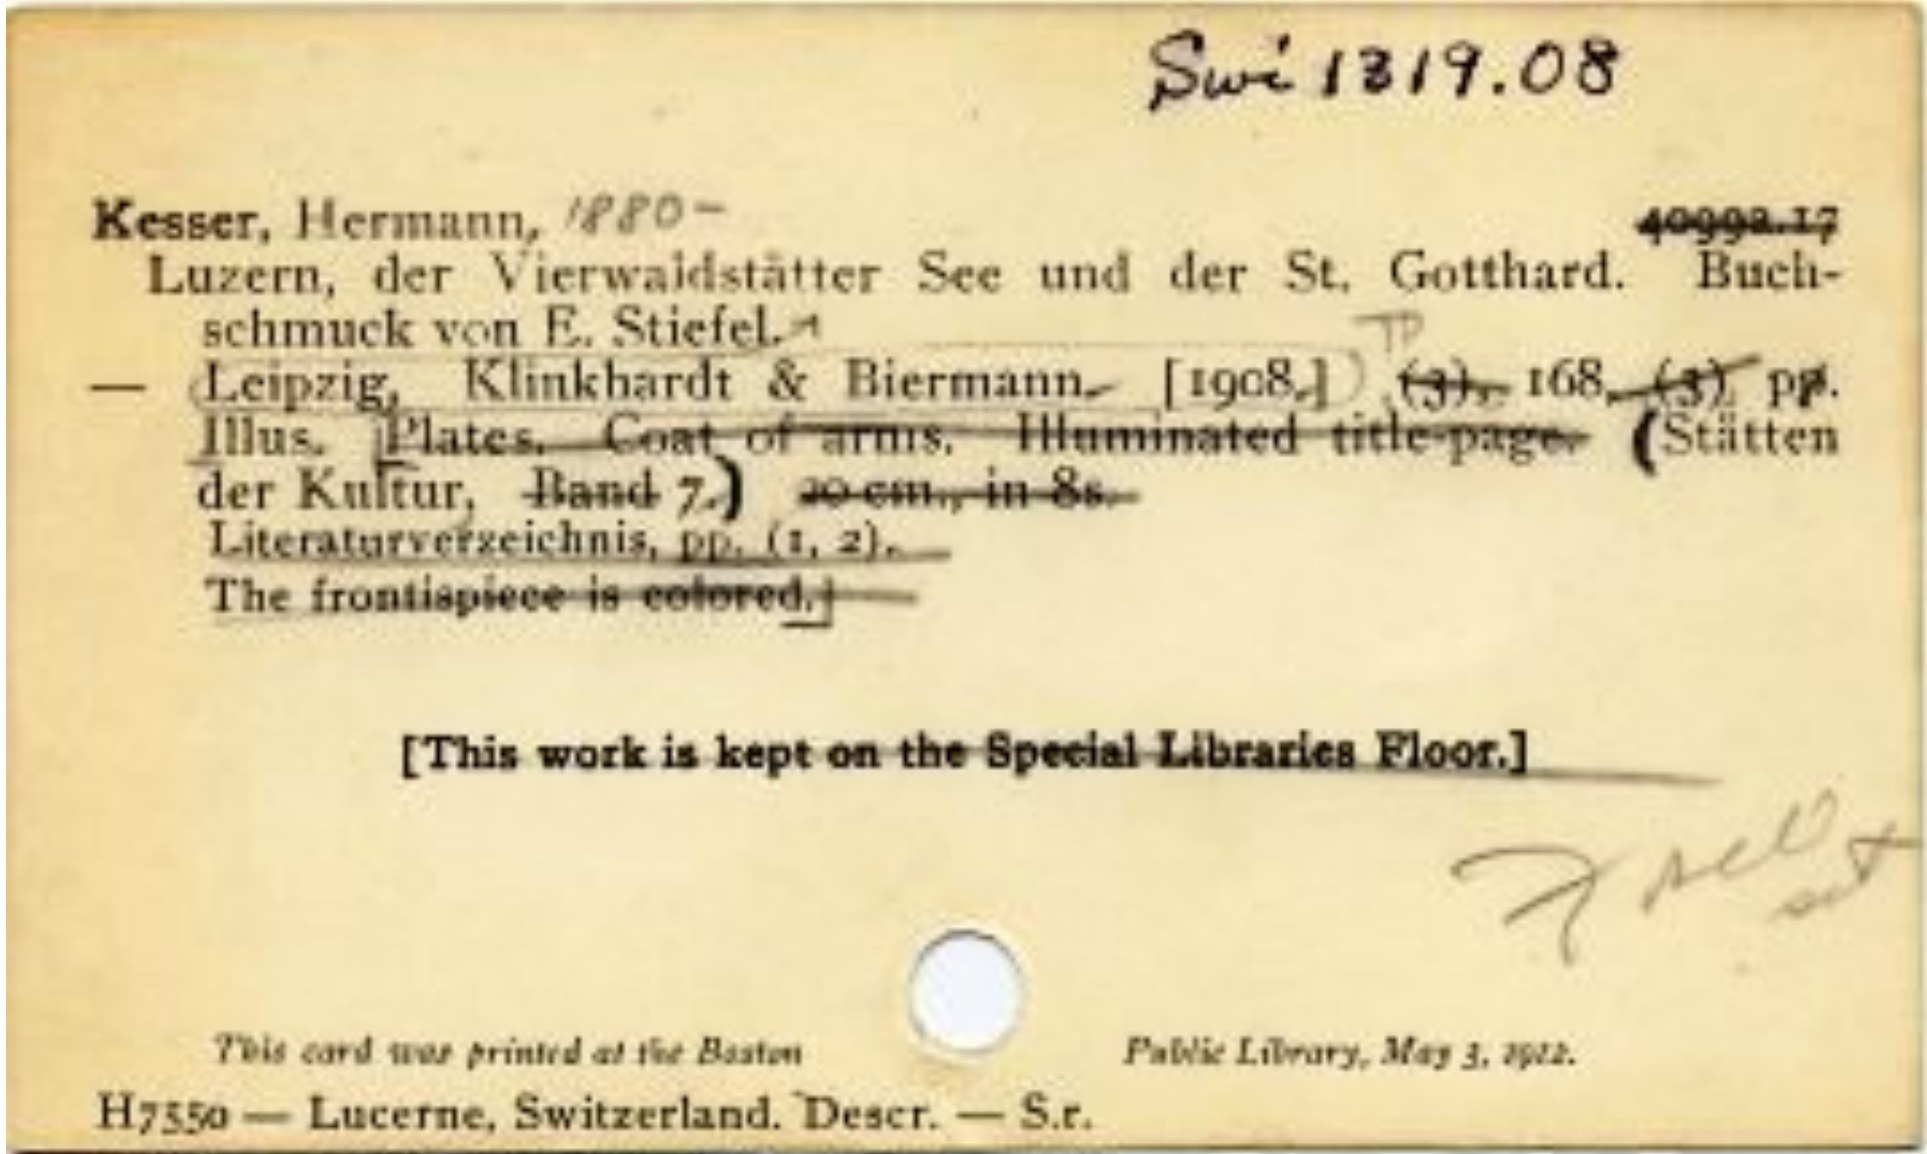 Swi 1319.08
Kesser, Hermann, 1880- 40992.17
Luzern, der Vierwaldstätter See und der St. Gotthard. Buch-
schmuck von E. Stiefel.
— Leipzig, Klinkhardt & Biermann. [1908.] (3), 168, (3) pp.
Illus. Plates. Coat of arms. Illuminated title-page. (Stätten
der Kultur, Band 7.) 20 cm., in 8s.
Literaturverzeichnis, pp. (1, 2).
The frontispiece is colored.]
[This work is kept on the Special Libraries Floor.]
set
This card was printed at the Boston Public Library, May 3, 1912.
H7550 — Lucerne, Switzerland. Descr. — S.r.